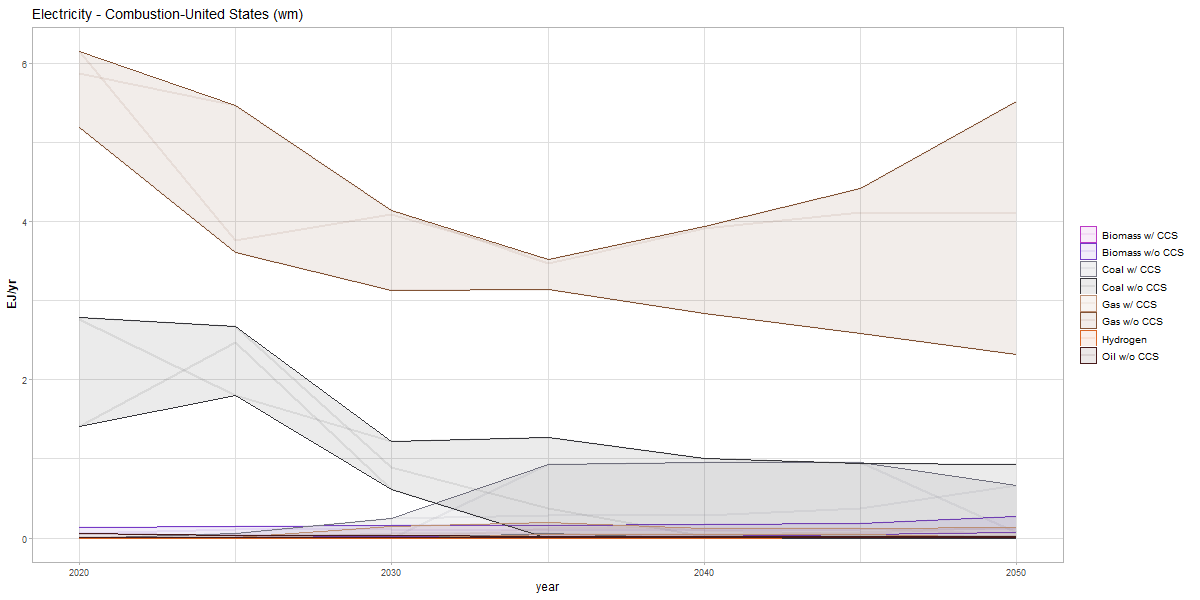 Electricity - Combustion-United States (wm)
6
4
2
0
EJ/yr
2020
2030
2040
2050
year
Biomass w/ CCS
Biomass w/o CCS
Coal w/ CCS
Coal w/o CCS
Gas w/ CCS
Gas w/o CCS
Hydrogen
Oil w/o CCS